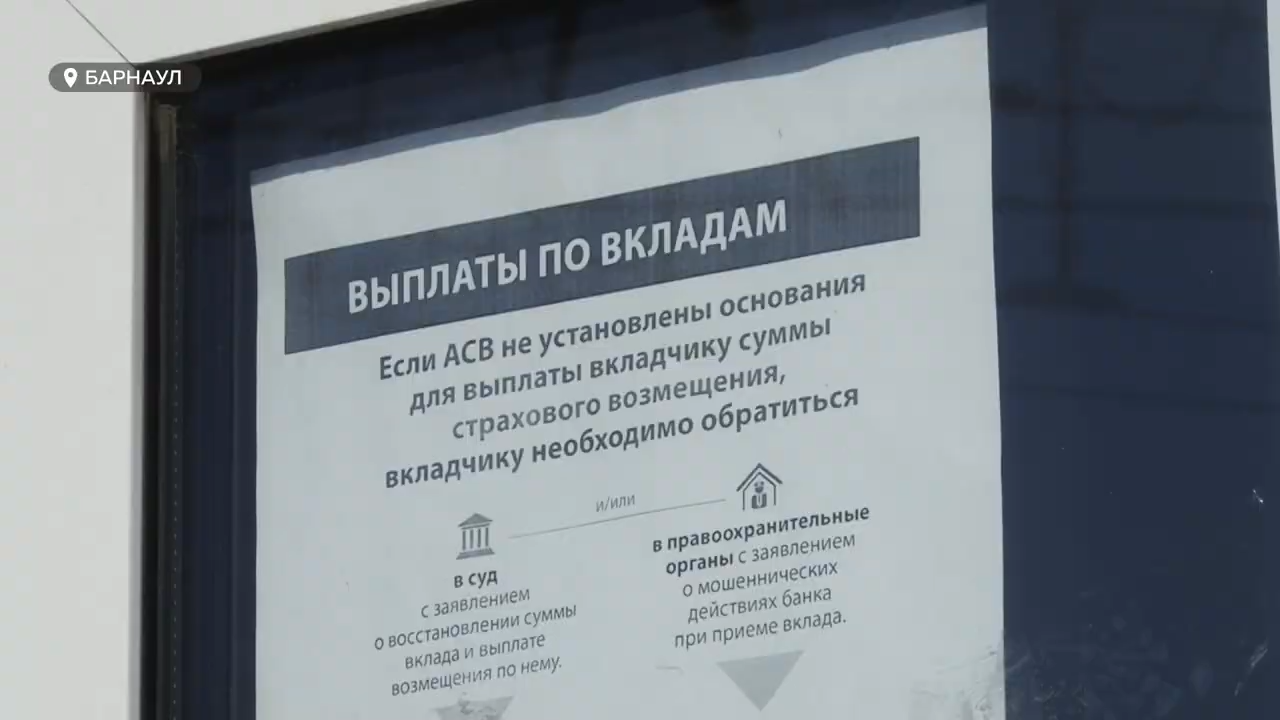 БАРНАУЛ
ВЫПЛАТЫ ПО ВКЛАДАМ
Если АСВ не установлены основания
для выплаты вкладчику суммы
страхового возмещения,
вкладчику необходимо обратиться
и/или
в суд
с заявлением
о восстановлении суммы
вклада и выплате
возмещения по нему.
в правоохранительные
органы с заявлением
о мошеннических
действиях банка
при приеме вклада.